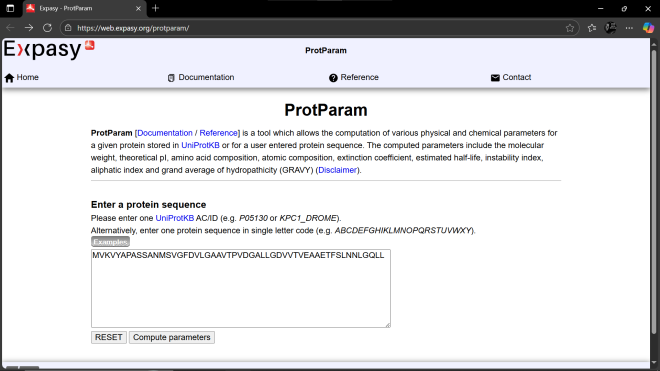 Expasy - ProtParam
https://web.expasy.org/protparam/
Expasy
ProtParam
Home
Documentation
Reference
Contact
ProtParam
ProtParam [Documentation / Reference] is a tool which allows the computation of various physical and chemical parameters for
a given protein stored in UniProtKB or for a user entered protein sequence. The computed parameters include the molecular
weight, theoretical pI, amino acid composition, atomic composition, extinction coefficient, estimated half-life, instability index,
aliphatic index and grand average of hydropathicity (GRAVY) (Disclaimer).
Enter a protein sequence
Please enter one UniProtKB AC/ID (e.g. P05130 or KPC1_DROME).
Alternatively, enter one protein sequence in single letter code (e.g. ABCDEFGHIKLMNOPQRSTUVWXY).
Examples
MVKVYAPASSANMSVGFDVLGAAVTPVDGALLGDVVTVEAAETFSLNNLGQLL
RESET
Compute parameters